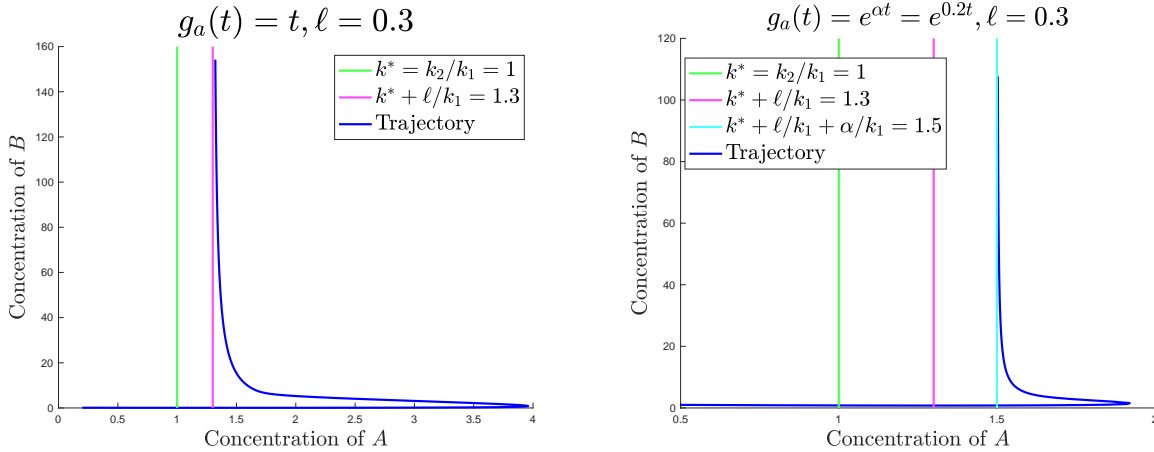 g_a(t) = t, ℓ = 0.3
160
140
120
100
80
60
40
20
0
Concentration of B
k* = k_2/k_1 = 1
k* + ℓ/k_1 = 1.3
Trajectory
0 0.5 1 1.5 2 2.5 3 3.5 4
Concentration of A
g_a(t) = e^{αt} = e^{0.2t}, ℓ = 0.3
120
100
80
60
40
20
0
Concentration of B
k* = k_2/k_1 = 1
k* + ℓ/k_1 = 1.3
k* + ℓ/k_1 + α/k_1 = 1.5
Trajectory
0.5 1 1.5 2
Concentration of A